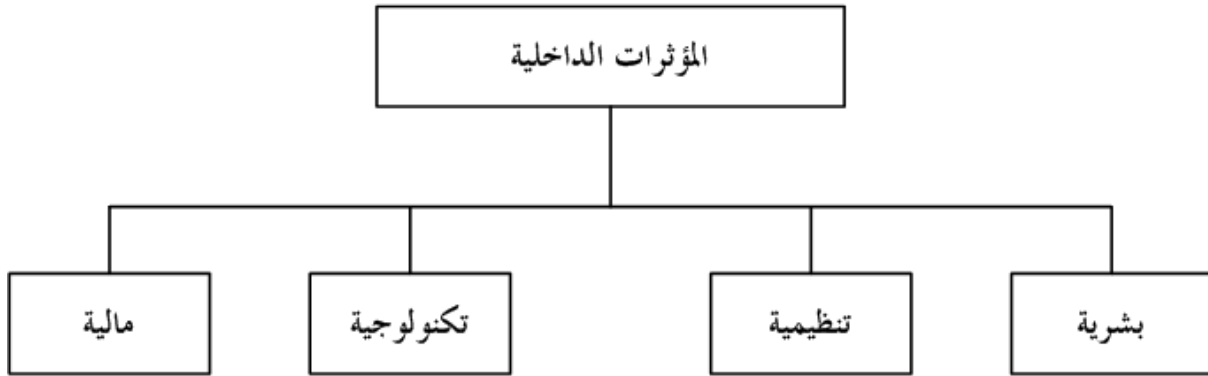 المؤثرات الداخلية
بشرية
تنظيمية
تكنولوجية
مالية